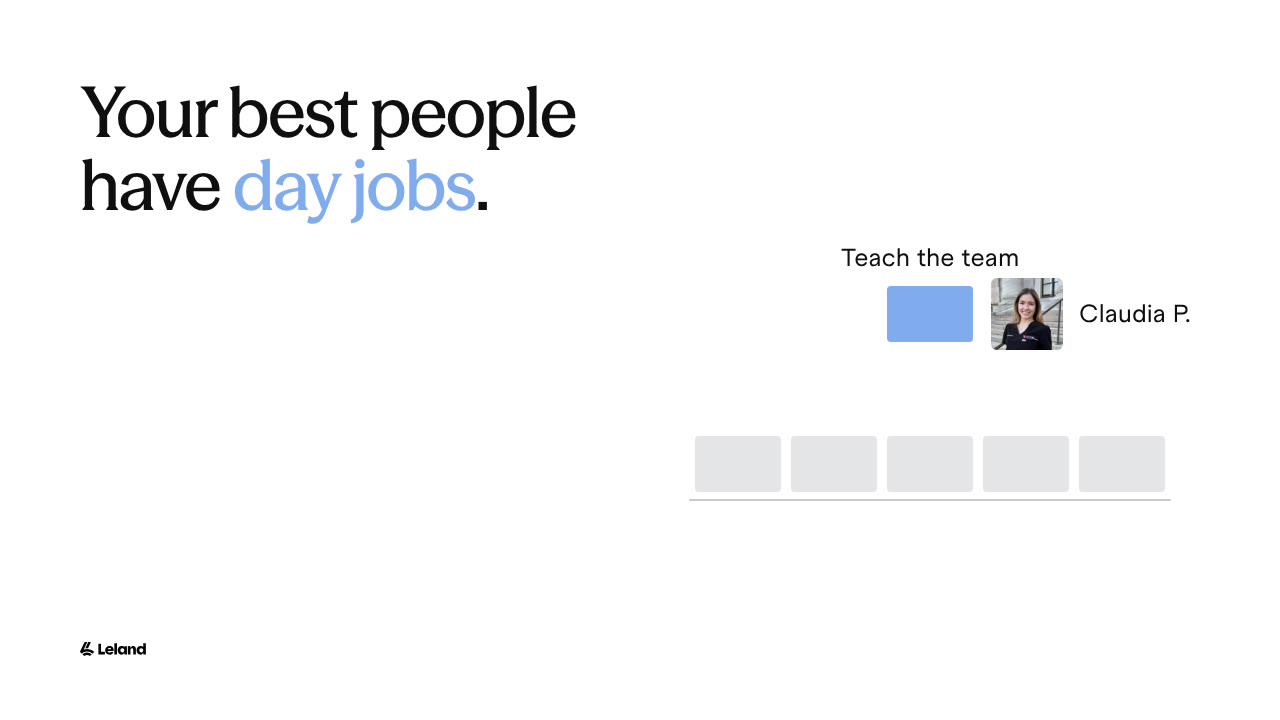 Your best people
have day jobs.
Teach the team
Claudia P.
Leland